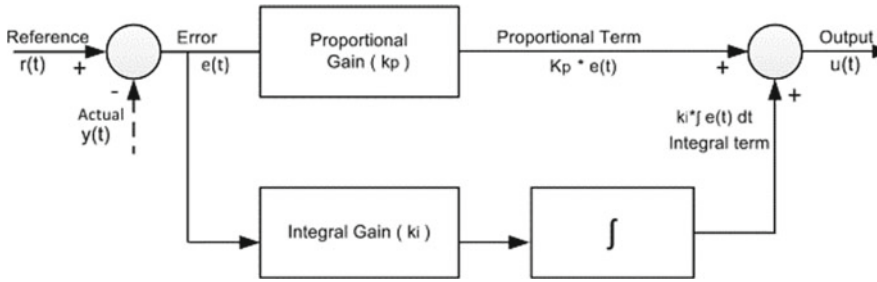 Reference
r(t)
+
-
Actual
y(t)
Error
e(t)
Proportional
Gain ( kp )
Proportional Term
Kp * e(t)
+
Output
u(t)
+
ki*∫ e(t) dt
Integral term
Integral Gain ( ki )
∫